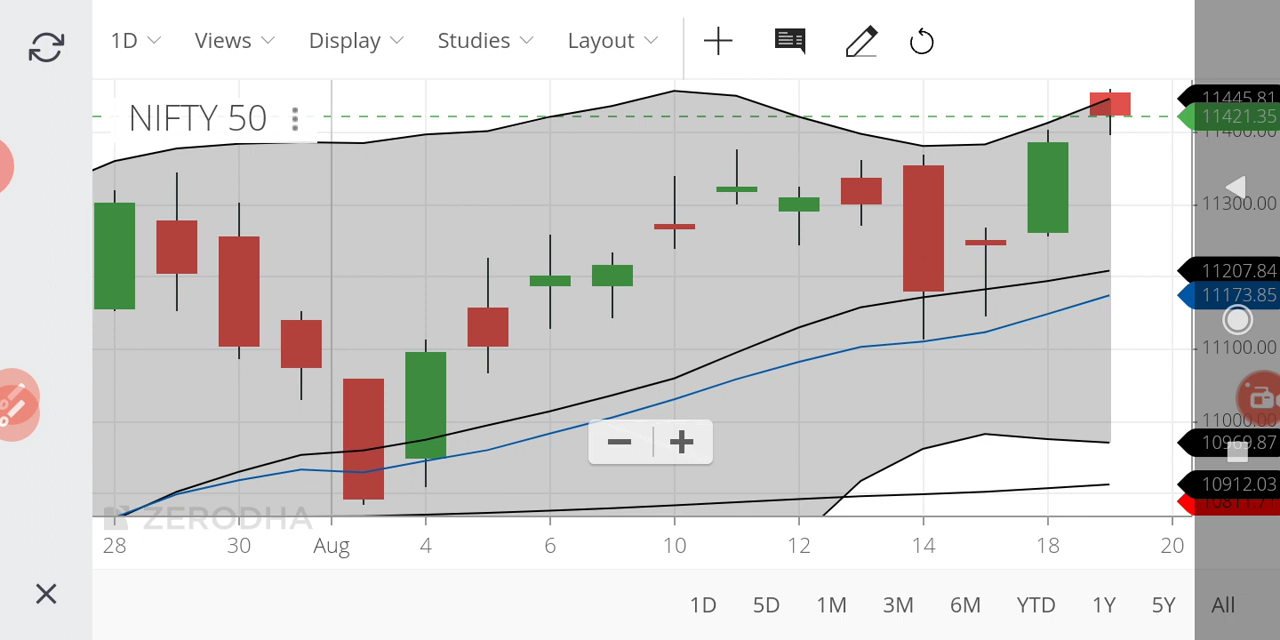 1D Views Display Studies Layout
NIFTY 50
11445.81
11421.35
11400.00
11300.00
11207.84
11173.85
11100.00
11000.00
10969.87
10912.03
ZERODHA
28 30 Aug 4 6 10 12 14 18 20
1D 5D 1M 3M 6M YTD 1Y 5Y All